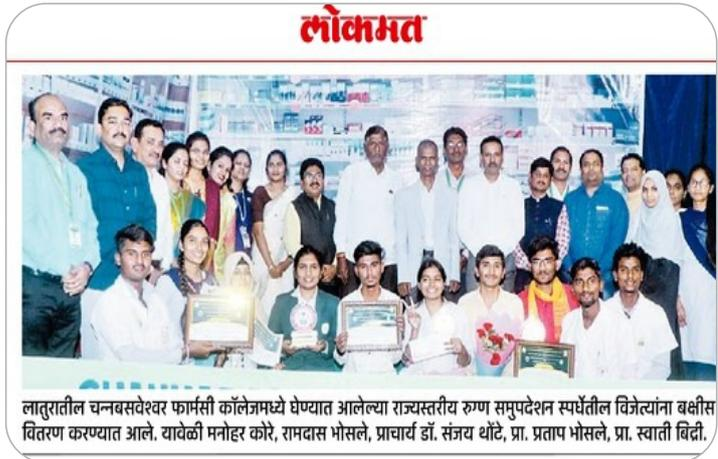 लोकमत
लातुरातील चन्नबसवेश्वर फार्मसी कॉलेजमध्ये घेण्यात आलेल्या राज्यस्तरीय रुग्ण समुपदेशन स्पर्धेतील विजेत्यांना बक्षीस
वितरण करण्यात आले. यावेळी मनोहर कोरे, रामदास भोसले, प्राचार्य डॉ. संजय थोंटे, प्रा. प्रताप भोसले, प्रा. स्वाती बिद्री.